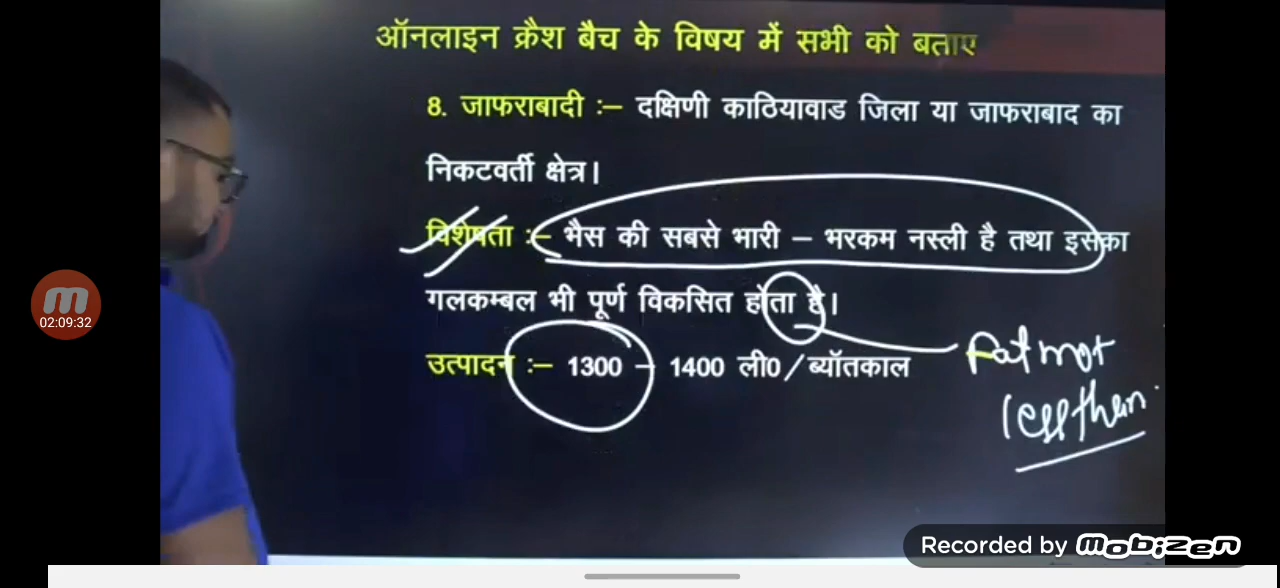 ऑनलाइन क्रैश बैच के विषय में सभी को बताए
8. जाफराबादी :– दक्षिणी काठियावाड जिला या जाफराबाद का
निकटवर्ती क्षेत्र।
विशेषता :– भैस की सबसे भारी – भरकम नस्ली है तथा इसका
गलकम्बल भी पूर्ण विकसित होता है।
उत्पादन :– 1300 – 1400 ली0 / ब्यॉतकाल
Fat not
less than
02:09:32
Recorded by mobizen